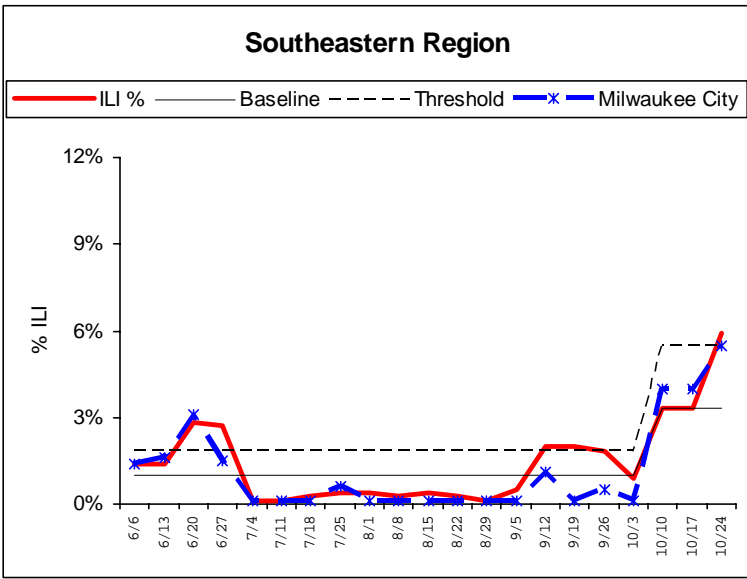 Southeastern Region
ILI % Baseline Threshold Milwaukee City
12%
9%
6%
3%
0%
% ILI
6/6 6/13 6/20 6/27 7/4 7/11 7/18 7/25 8/1 8/8 8/15 8/22 8/29 9/5 9/12 9/19 9/26 10/3 10/10 10/17 10/24